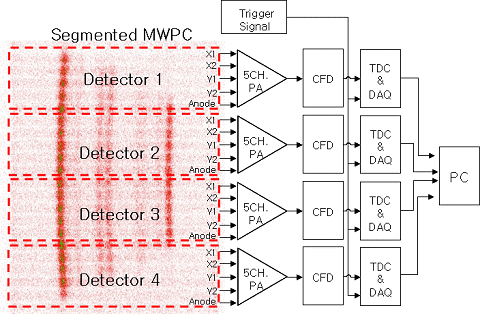 Trigger
Signal
Segmented MWPC
Detector 1
X1
X2
Y1
Y2
Anode
5CH.
PA
CFD
TDC
&
DAQ
Detector 2
X1
X2
Y1
Y2
Anode
5CH.
PA
CFD
TDC
&
DAQ
Detector 3
X1
X2
Y1
Y2
Anode
5CH.
PA
CFD
TDC
&
DAQ
Detector 4
X1
X2
Y1
Y2
Anode
5CH.
PA
CFD
TDC
&
DAQ
PC